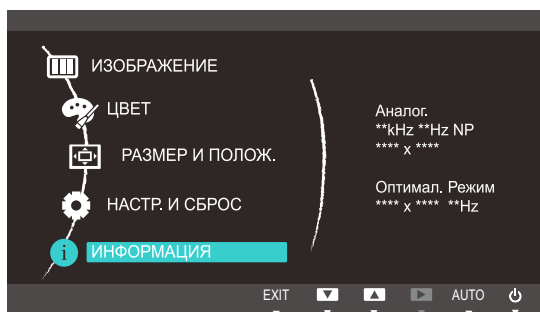 ИЗОБРАЖЕНИЕ
ЦВЕТ
РАЗМЕР И ПОЛОЖ.
НАСТР. И СБРОС
i ИНФОРМАЦИЯ
Аналог.
**kHz **Hz NP
**** x ****
Оптимал. Режим
**** x **** **Hz
EXIT AUTO